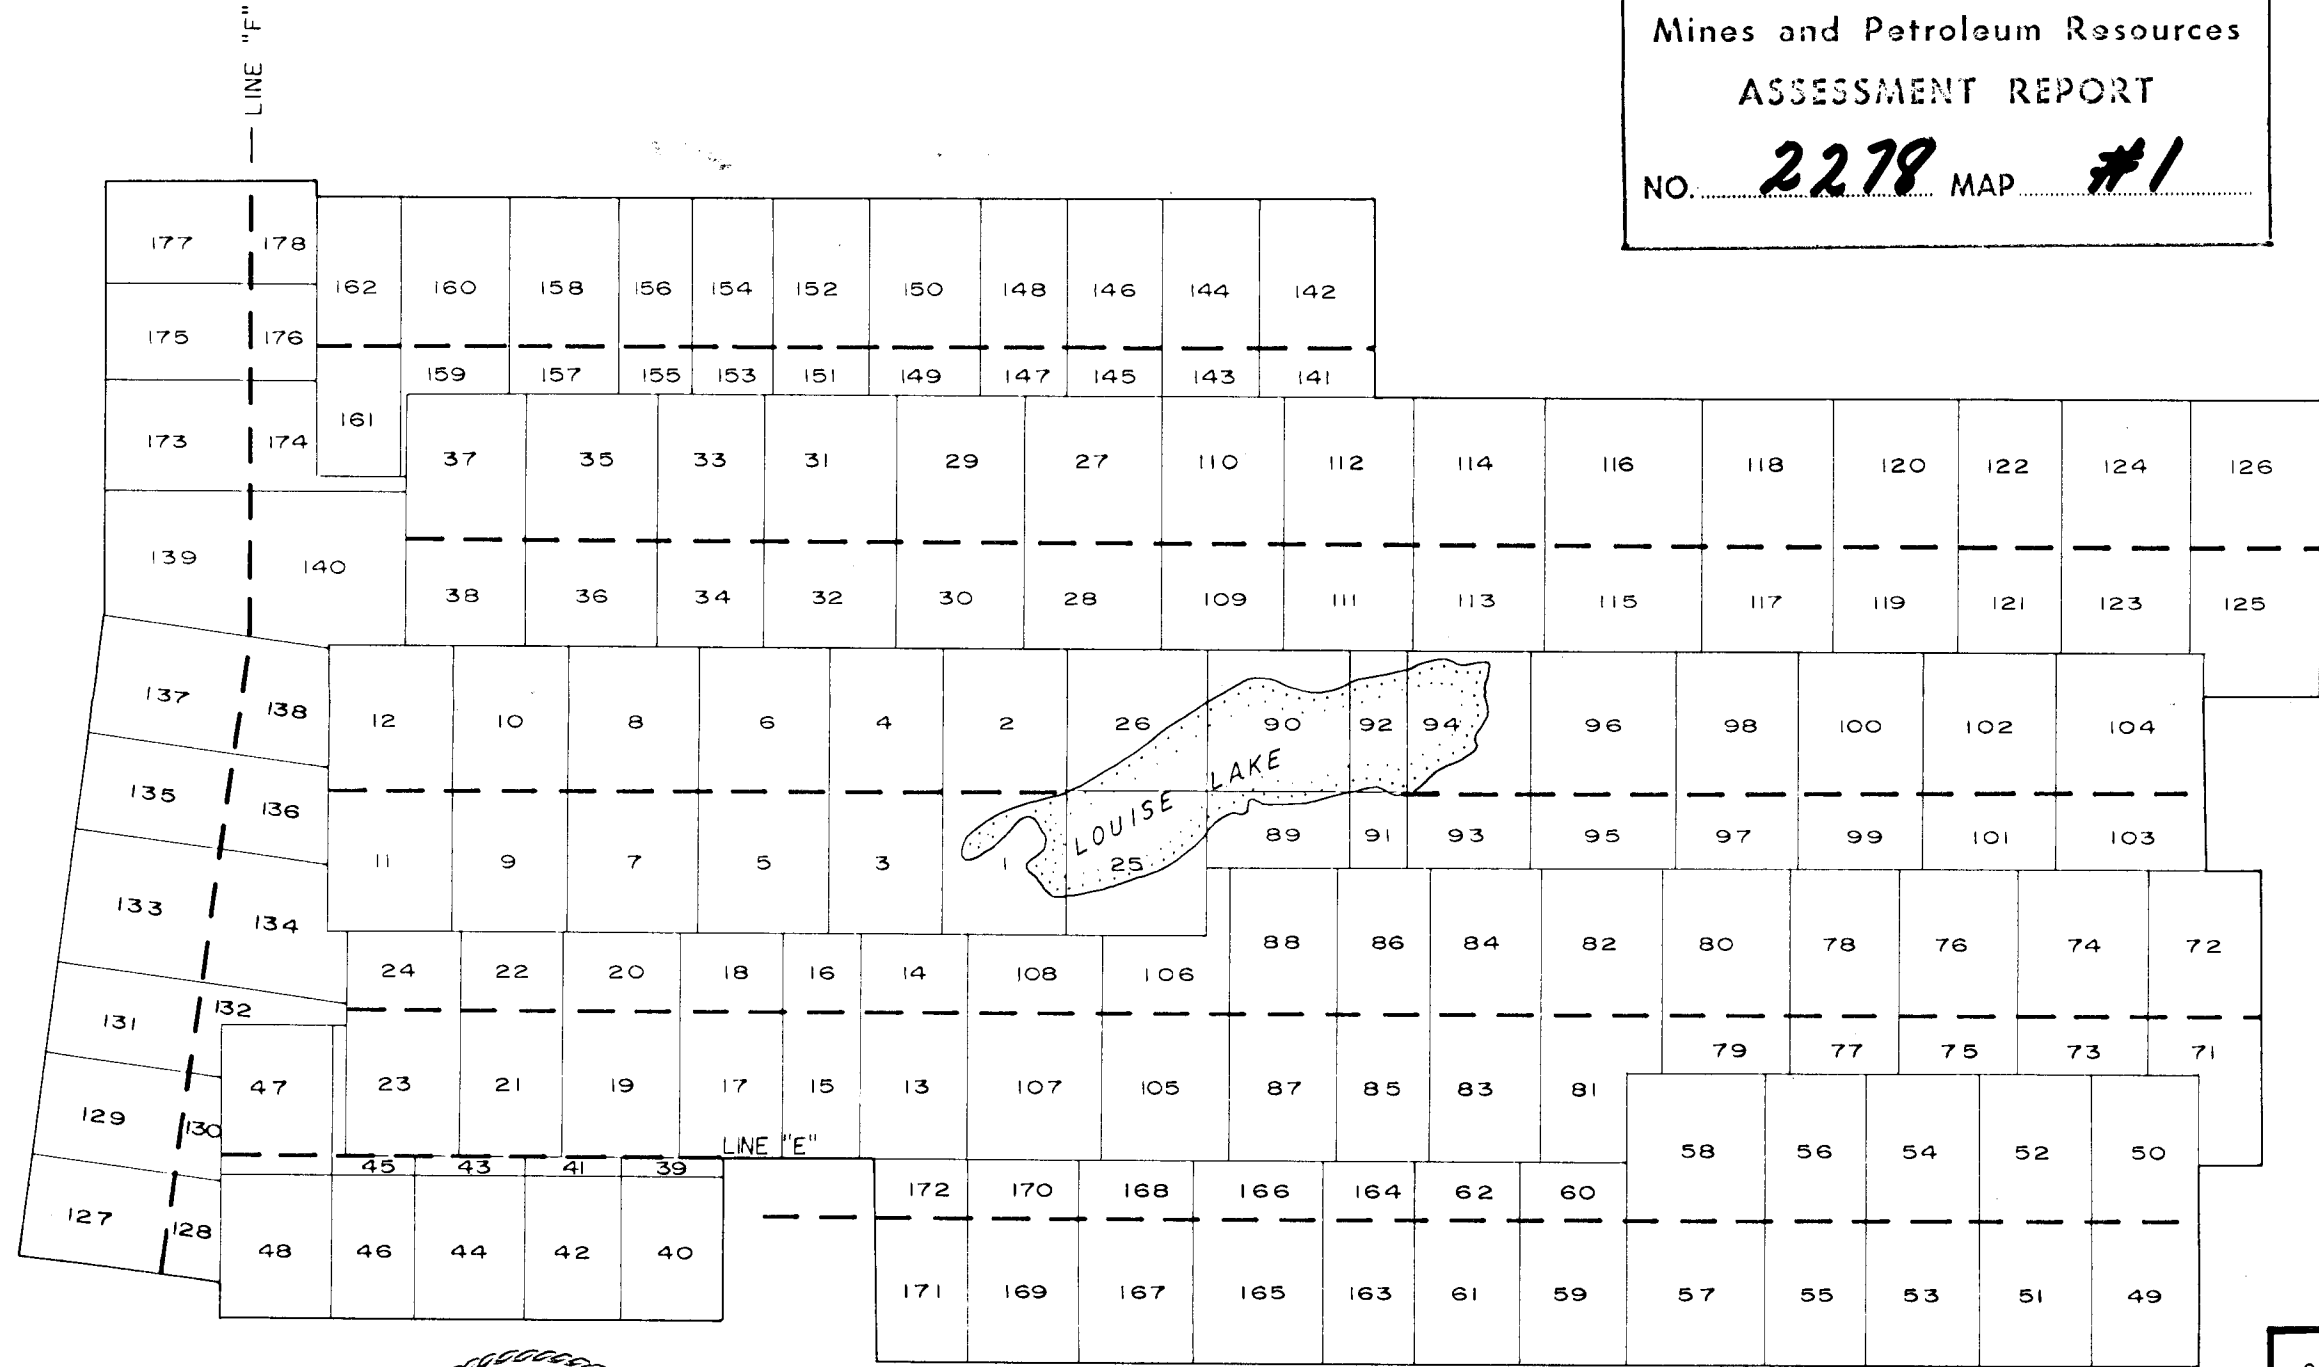 LINE "F"
Mines and Petroleum Resources
ASSESSMENT REPORT
NO. 2278 MAP #1
177 178
162 160 158 156 154 152 150 148 146 144 142
175 176
159 157 155 153 151 149 147 145 143 141
173 174 161
37 35 33 31 29 27 110 112 114 116 118 120 122 124 126
139 140
38 36 34 32 30 28 109 111 113 115 117 119 121 123 125
137 138
12 10 8 6 4 2 26 90 92 94 96 98 100 102 104
135 136
LOUISE LAKE
11 9 7 5 3 1 25 89 91 93 95 97 99 101 103
133 134
24 22 20 18 16 14 108 106 88 86 84 82 80 78 76 74 72
131 132
47 23 21 19 17 15 13 107 105 87 85 83 81 79 77 75 73 71
129 130
LINE "E"
45 43 41 39
58 56 54 52 50
172 170 168 166 164 62 60
127 128
48 46 44 42 40
171 169 167 165 163 61 59 57 55 53 51 49